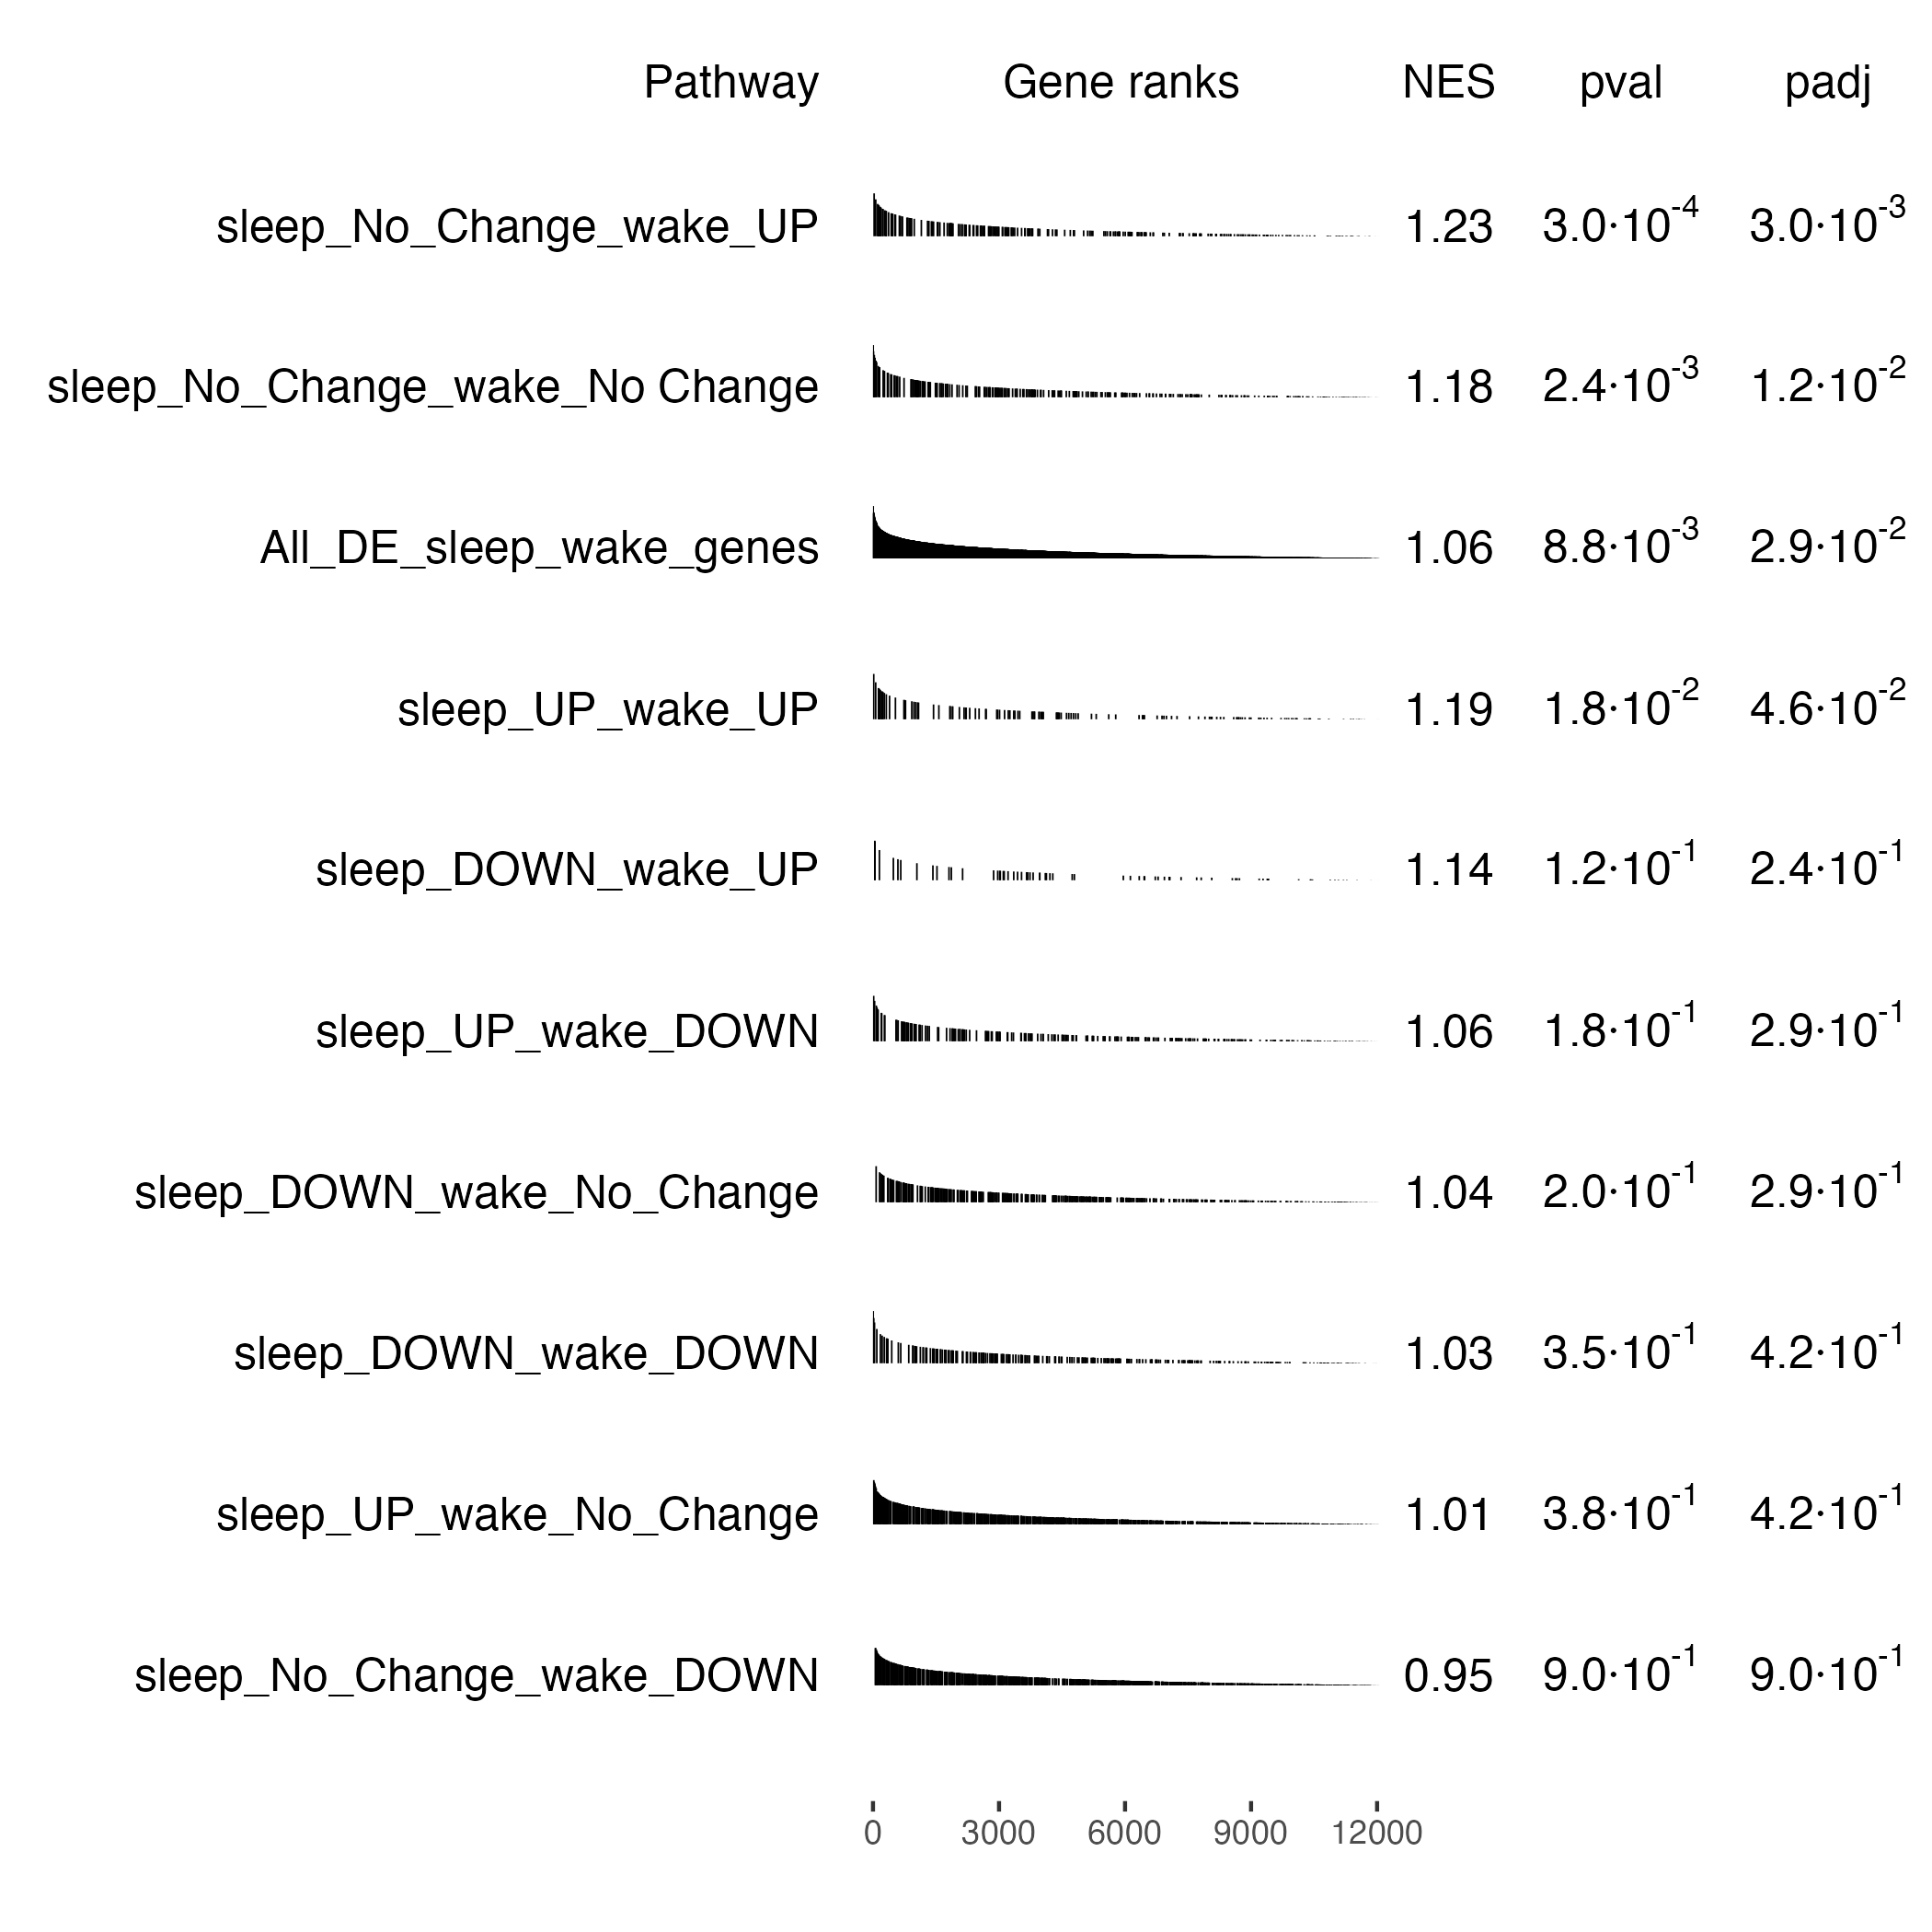 Pathway Gene ranks NES pval padj
sleep_No_Change_wake_UP 1.23 3.0·10⁻⁴ 3.0·10⁻³
sleep_No_Change_wake_No Change 1.18 2.4·10⁻³ 1.2·10⁻²
All_DE_sleep_wake_genes 1.06 8.8·10⁻³ 2.9·10⁻²
sleep_UP_wake_UP 1.19 1.8·10⁻² 4.6·10⁻²
sleep_DOWN_wake_UP 1.14 1.2·10⁻¹ 2.4·10⁻¹
sleep_UP_wake_DOWN 1.06 1.8·10⁻¹ 2.9·10⁻¹
sleep_DOWN_wake_No_Change 1.04 2.0·10⁻¹ 2.9·10⁻¹
sleep_DOWN_wake_DOWN 1.03 3.5·10⁻¹ 4.2·10⁻¹
sleep_UP_wake_No_Change 1.01 3.8·10⁻¹ 4.2·10⁻¹
sleep_No_Change_wake_DOWN 0.95 9.0·10⁻¹ 9.0·10⁻¹
0 3000 6000 9000 12000